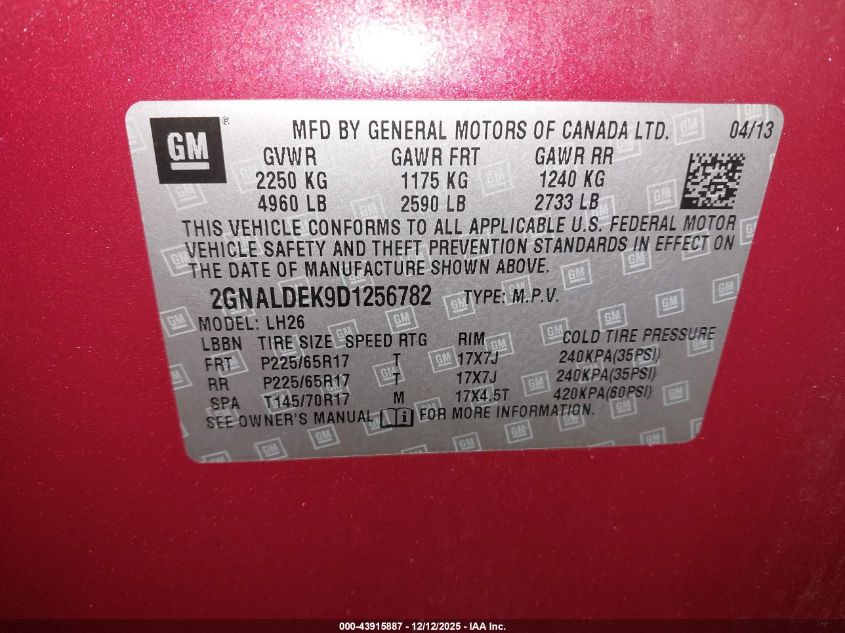 GM® MFD BY GENERAL MOTORS OF CANADA LTD. 04/13
GVWR GAWR FRT GAWR RR
2250 KG 1175 KG 1240 KG
4960 LB 2590 LB 2733 LB
THIS VEHICLE CONFORMS TO ALL APPLICABLE U.S. FEDERAL MOTOR
VEHICLE SAFETY AND THEFT PREVENTION STANDARDS IN EFFECT ON
THE DATE OF MANUFACTURE SHOWN ABOVE.
2GNALDEK9D1256782 TYPE: M.P.V.
MODEL: LH26
LBBN TIRE SIZE SPEED RTG RIM COLD TIRE PRESSURE
FRT P225/65R17 T 17X7J 240KPA(35PSI)
RR P225/65R17 T 17X7J 240KPA(35PSI)
SPA T145/70R17 M 17X4.5T 420KPA(60PSI)
SEE OWNER'S MANUAL i FOR MORE INFORMATION.
000-43915887 - 12/12/2025 - IAA Inc.